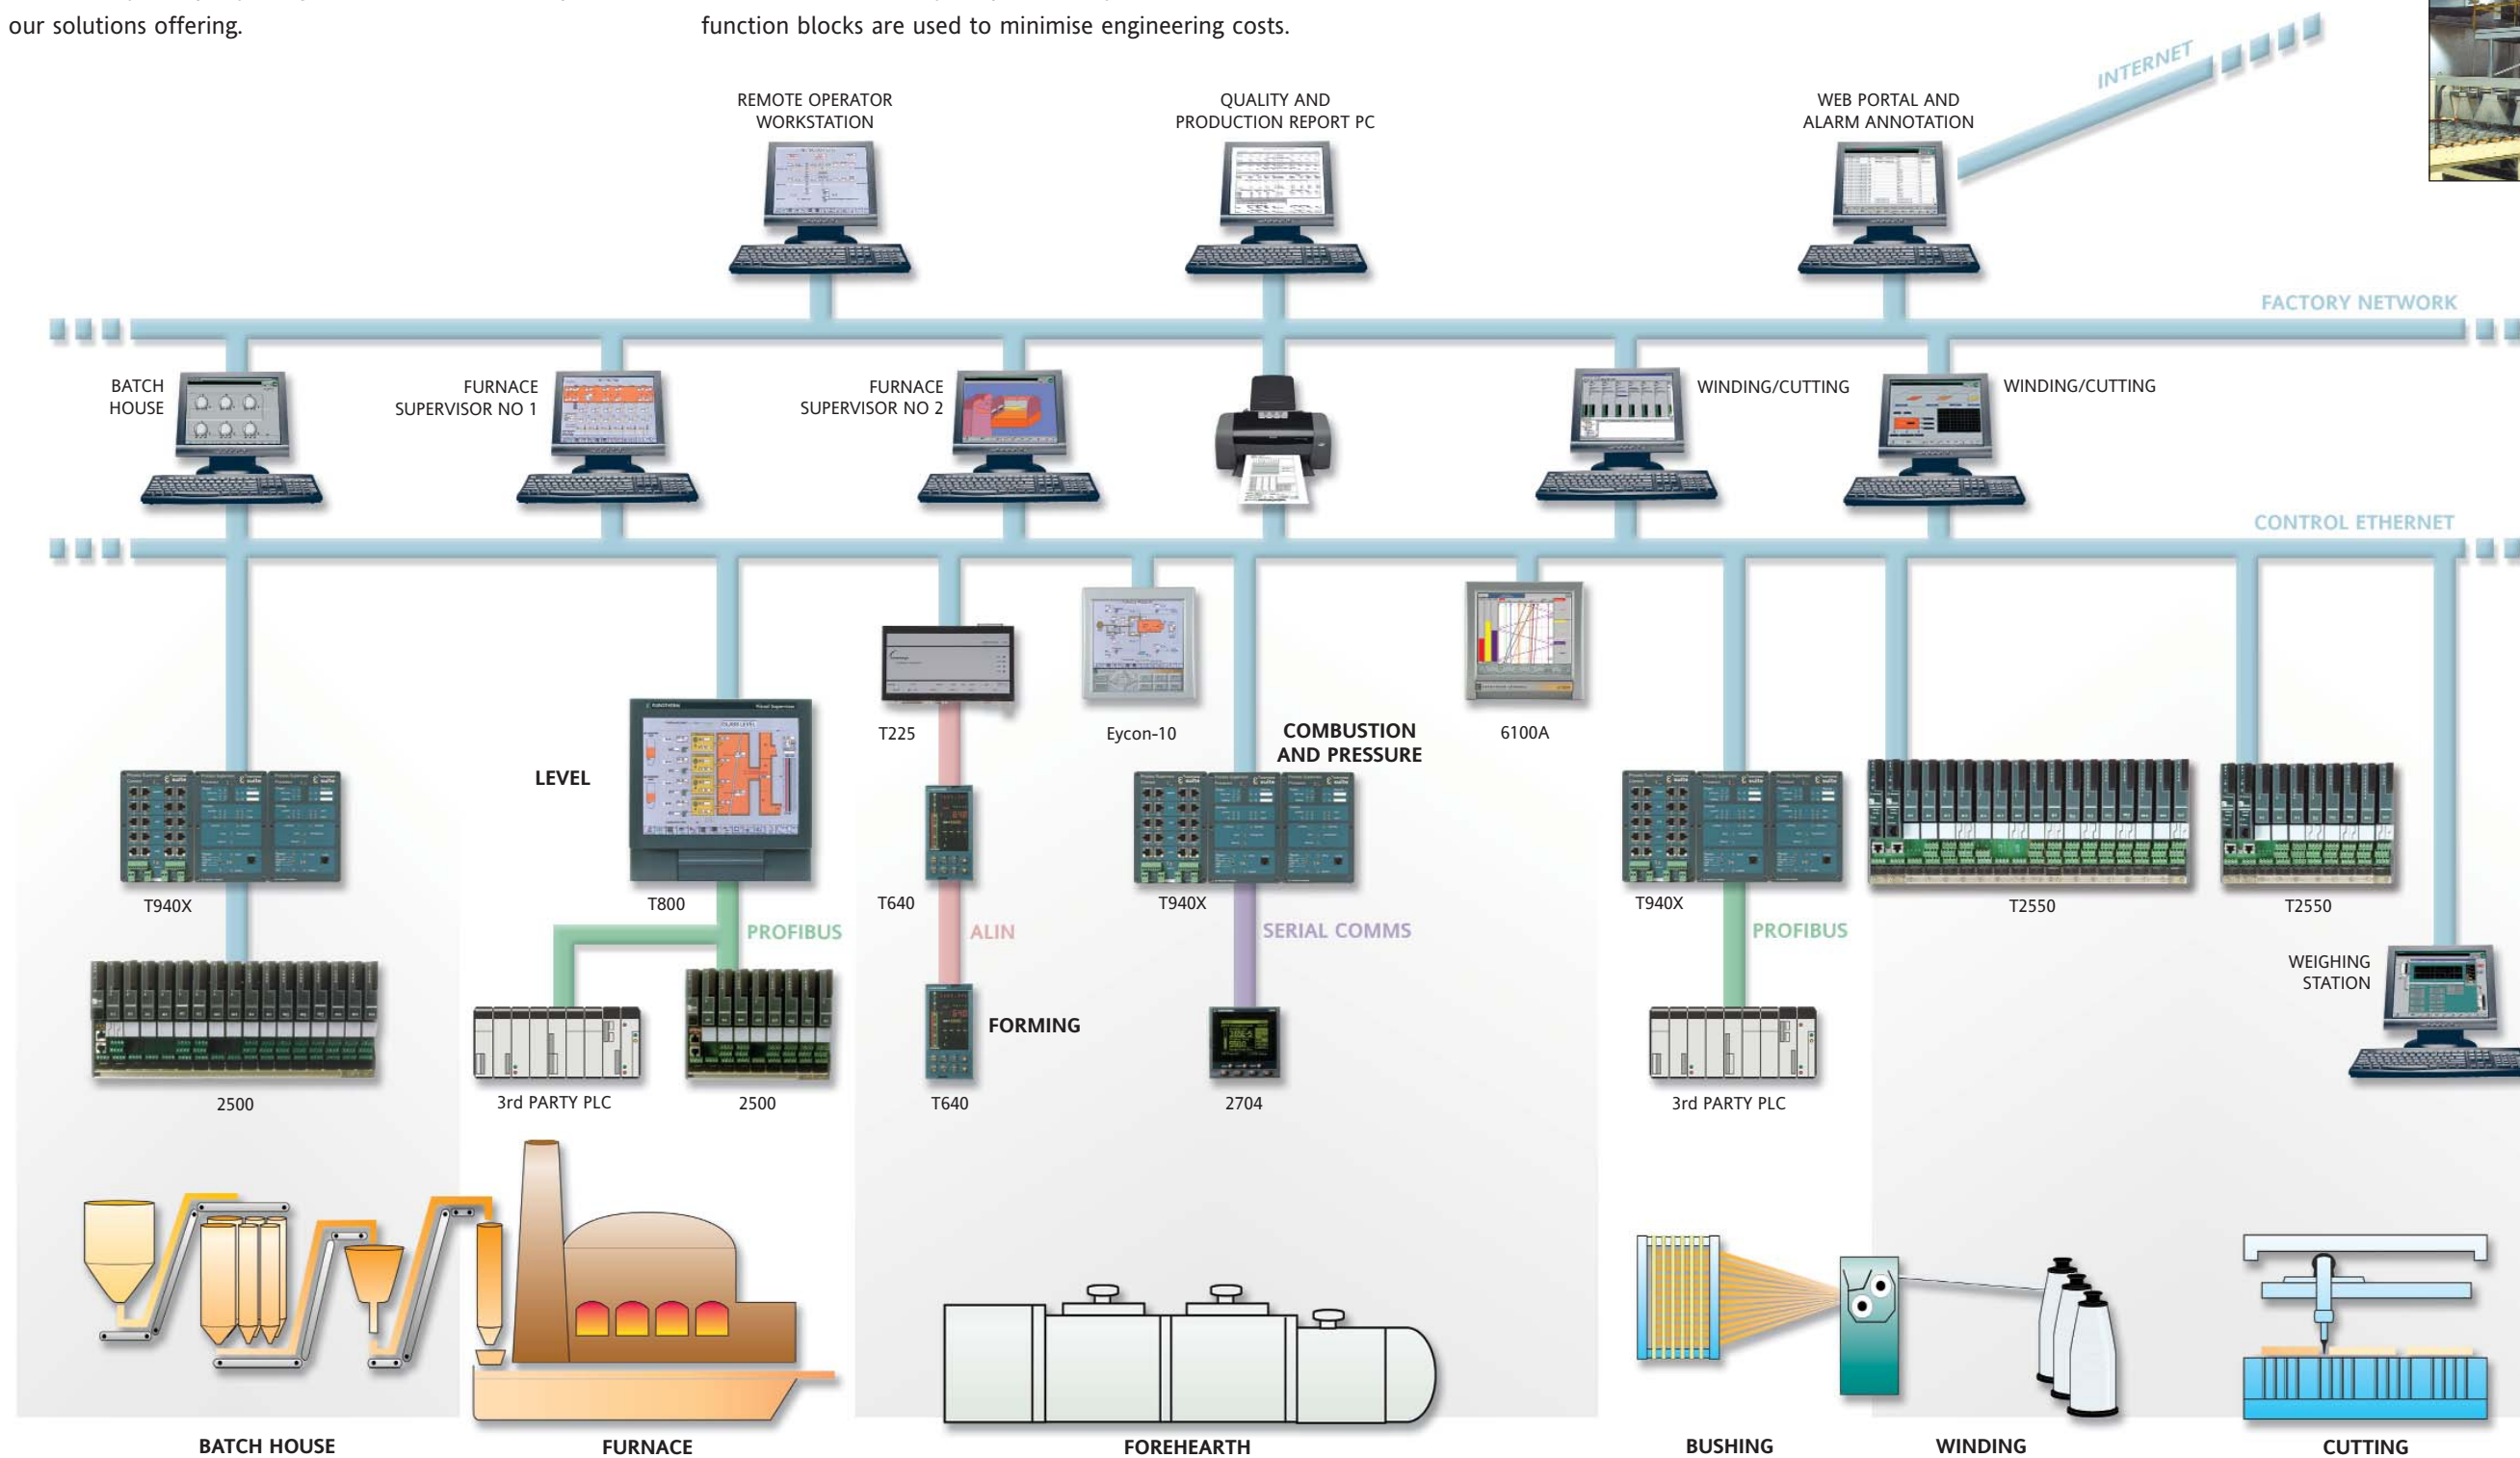 our solutions offering.
function blocks are used to minimise engineering costs.
INTERNET
REMOTE OPERATOR
WORKSTATION
QUALITY AND
PRODUCTION REPORT PC
WEB PORTAL AND
ALARM ANNOTATION
FACTORY NETWORK
BATCH
HOUSE
FURNACE
SUPERVISOR NO 1
FURNACE
SUPERVISOR NO 2
WINDING/CUTTING
WINDING/CUTTING
CONTROL ETHERNET
T225
Eycon-10
COMBUSTION
AND PRESSURE
6100A
LEVEL
T940X
T800
T640
T940X
T940X
T2550
T2550
PROFIBUS
ALIN
SERIAL COMMS
PROFIBUS
WEIGHING
STATION
FORMING
2500
3rd PARTY PLC
2500
T640
2704
3rd PARTY PLC
BATCH HOUSE
FURNACE
FOREHEARTH
BUSHING
WINDING
CUTTING